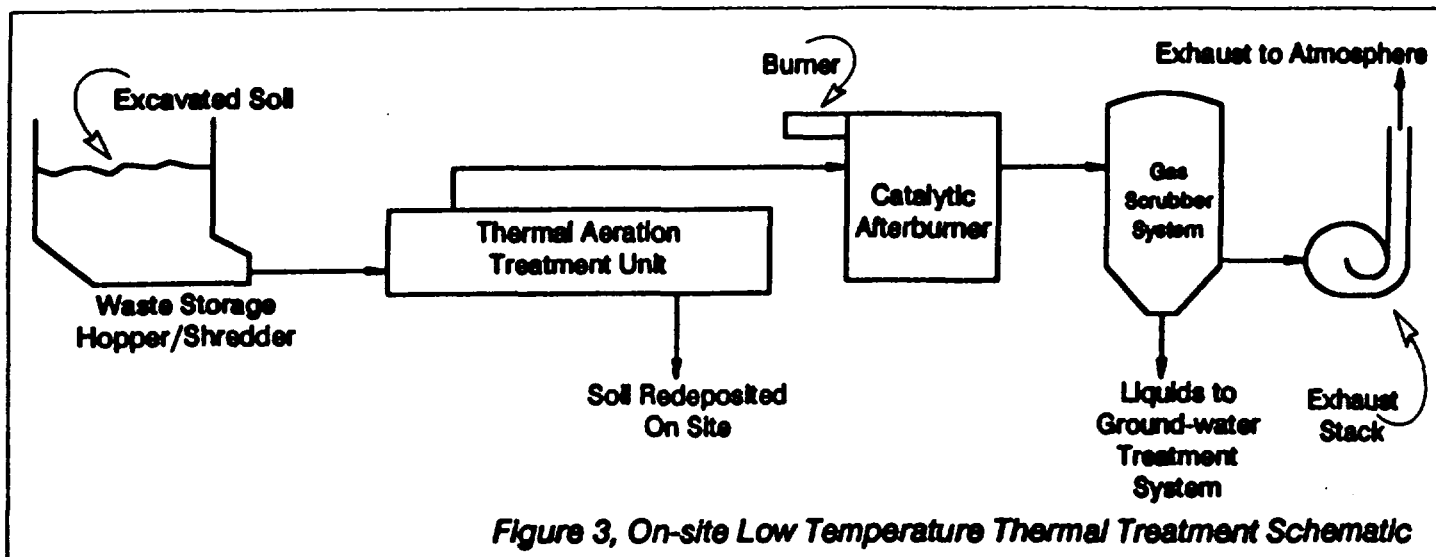 Excavated Soil
Waste Storage
Hopper/Shredder
Thermal Aeration
Treatment Unit
Soil Redeposited
On Site
Burner
Catalytic
Afterburner
Gas
Scrubber
System
Liquids to
Ground-water
Treatment
System
Exhaust to Atmosphere
Exhaust
Stack
Figure 3, On-site Low Temperature Thermal Treatment Schematic